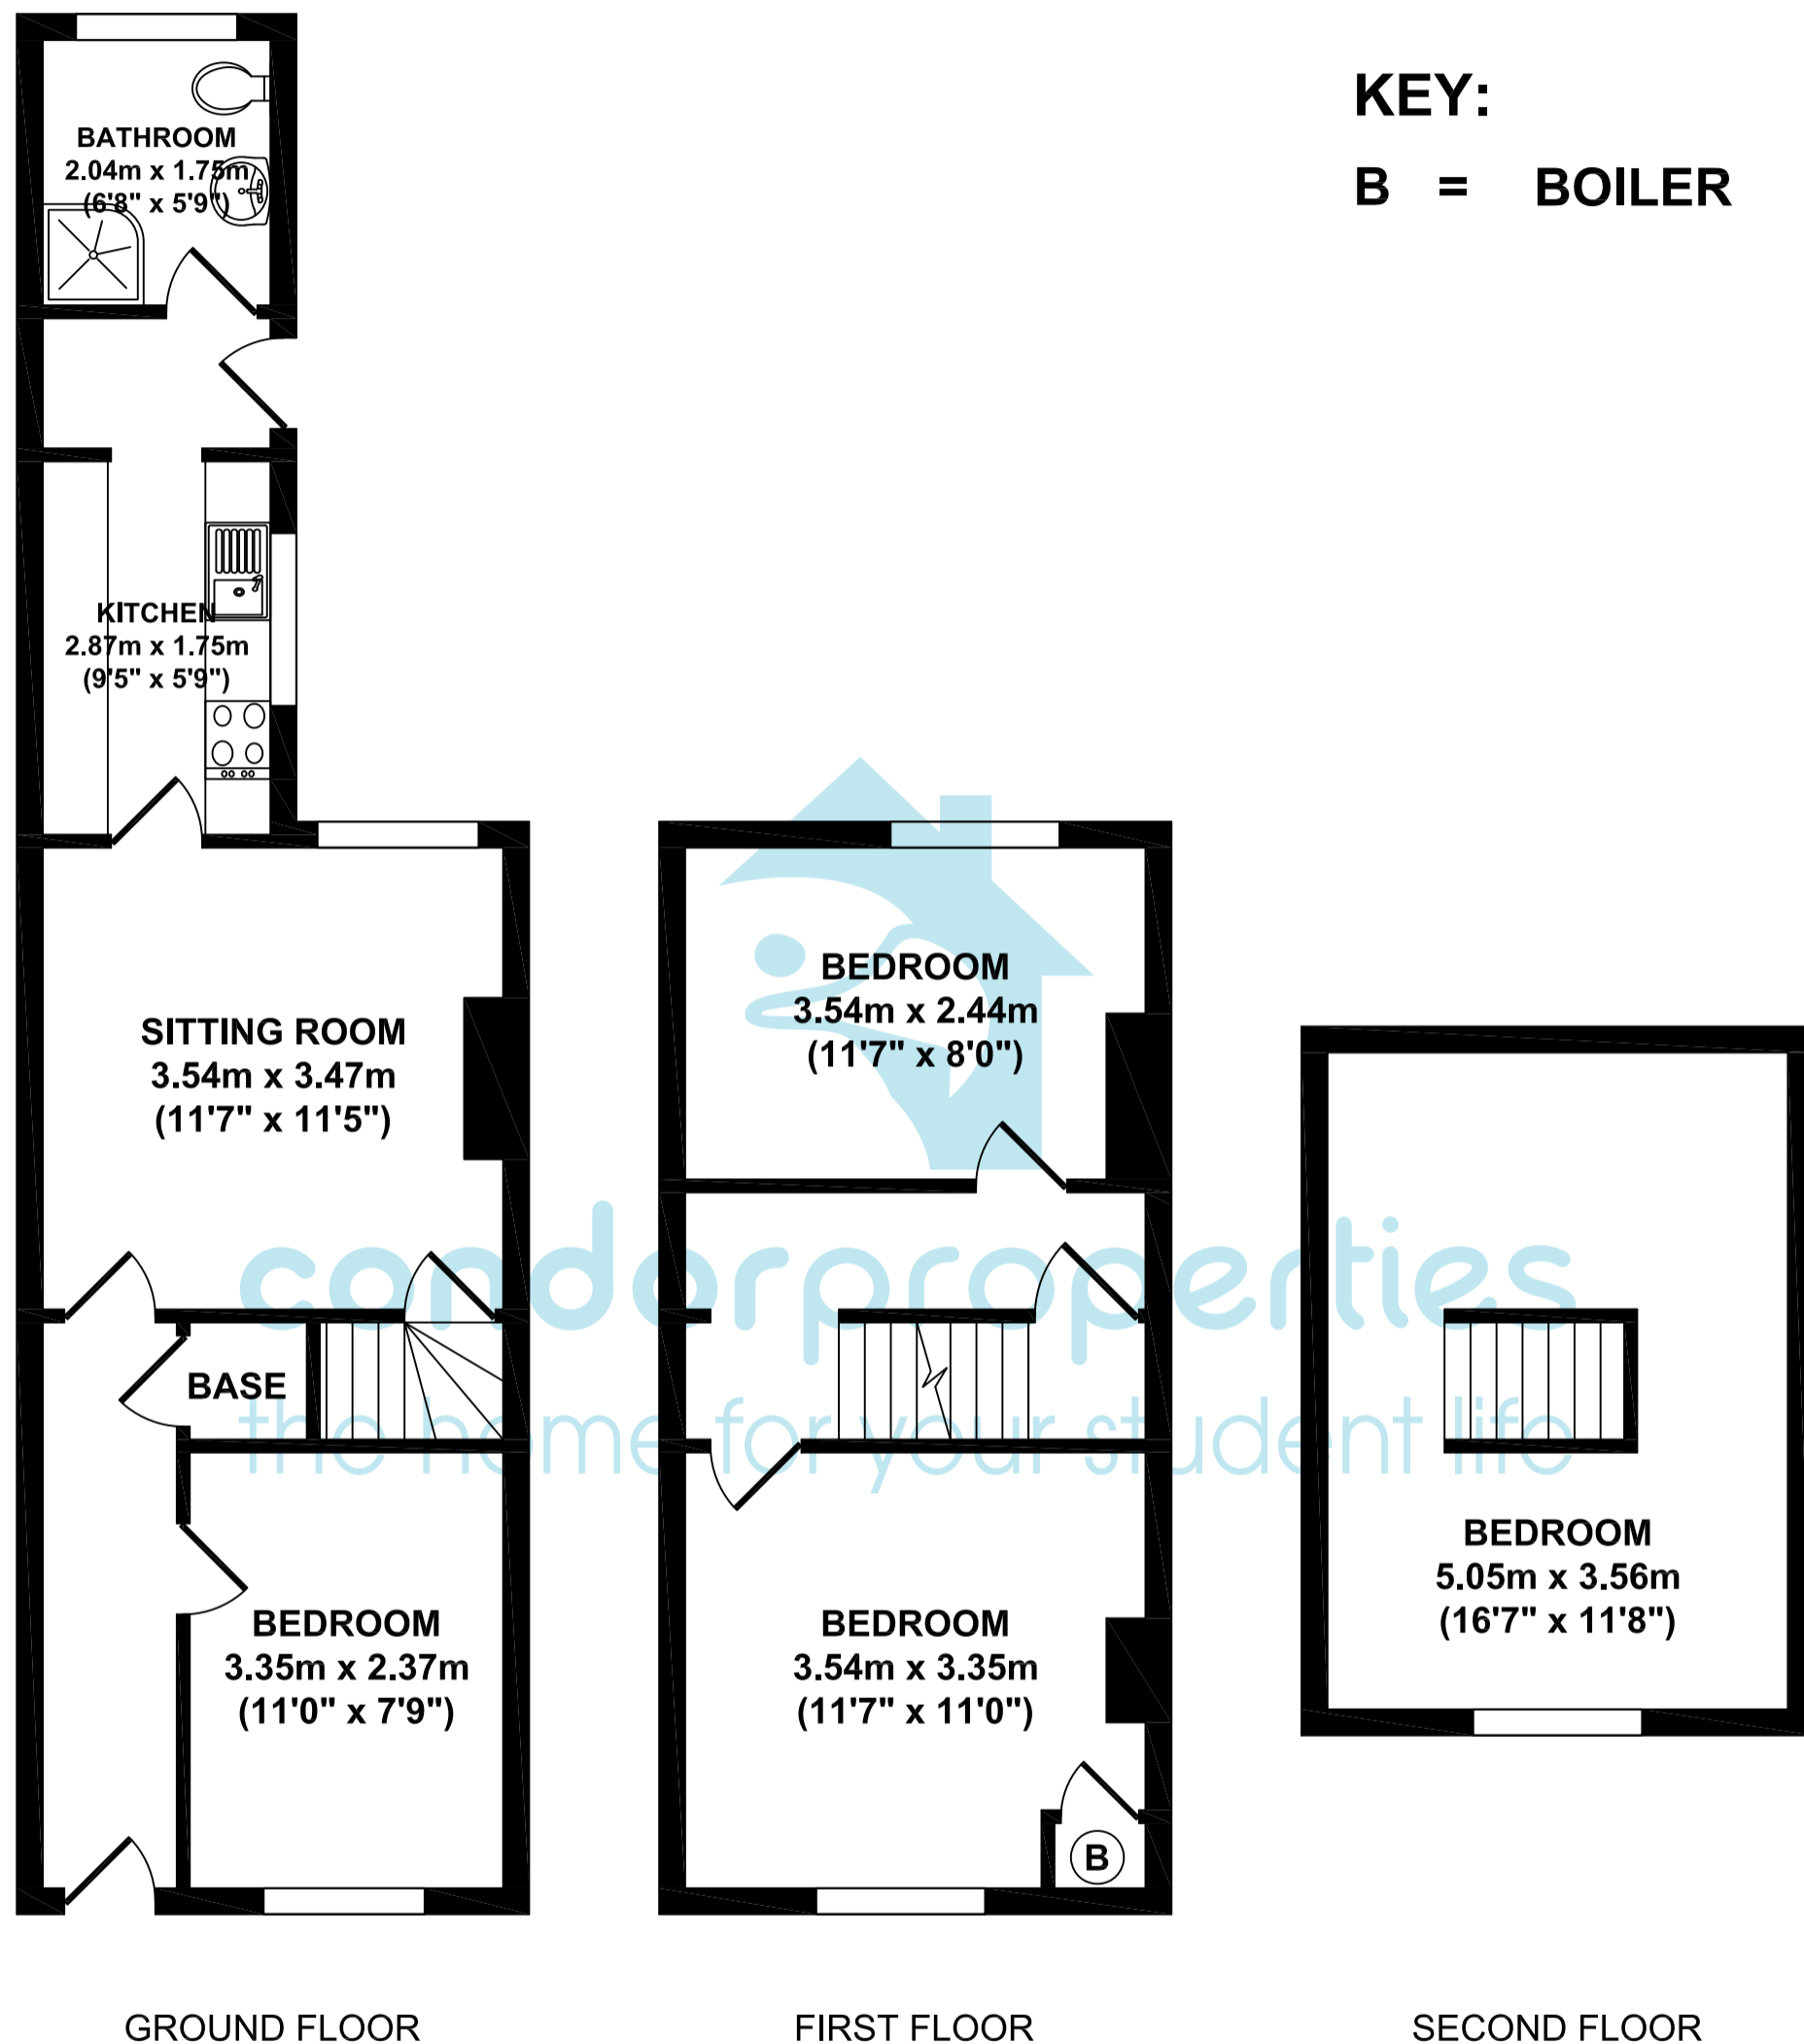 KEY:
B = BOILER
BATHROOM
2.04m x 1.75m
(6'8" x 5'9")
KITCHEN
2.87m x 1.75m
(9'5" x 5'9")
SITTING ROOM
3.54m x 3.47m
(11'7" x 11'5")
BASE
BEDROOM
3.35m x 2.37m
(11'0" x 7'9")
GROUND FLOOR
BEDROOM
3.54m x 2.44m
(11'7" x 8'0")
BEDROOM
3.54m x 3.35m
(11'7" x 11'0")
B
FIRST FLOOR
BEDROOM
5.05m x 3.56m
(16'7" x 11'8")
SECOND FLOOR
condorproperties
the home for your student life